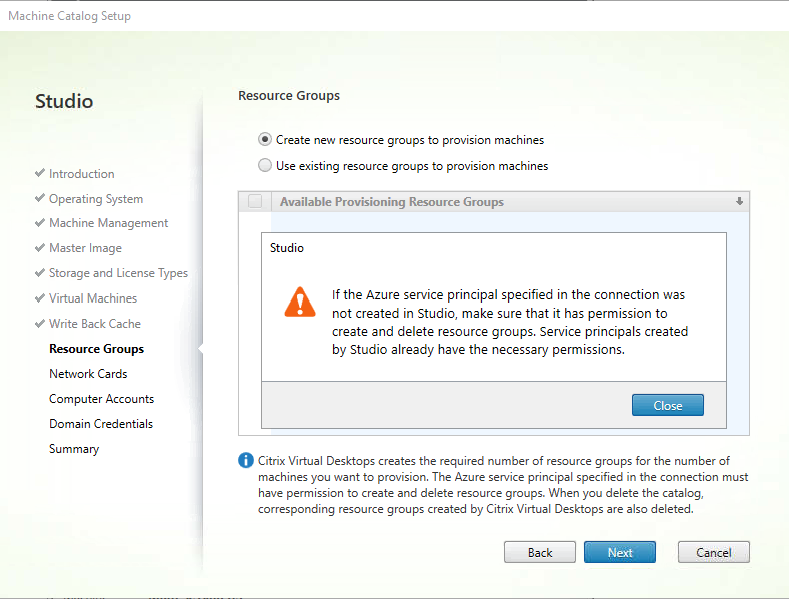 Machine Catalog Setup
Studio
Introduction
Operating System
Machine Management
Master Image
Storage and License Types
Virtual Machines
Write Back Cache
Resource Groups
Network Cards
Computer Accounts
Domain Credentials
Summary
Resource Groups
Create new resource groups to provision machines
Use existing resource groups to provision machines
Available Provisioning Resource Groups
Studio
If the Azure service principal specified in the connection was
not created in Studio, make sure that it has permission to
create and delete resource groups. Service principals created
by Studio already have the necessary permissions.
Close
Citrix Virtual Desktops creates the required number of resource groups for the number of
machines you want to provision. The Azure service principal specified in the connection must
have permission to create and delete resource groups. When you delete the catalog,
corresponding resource groups created by Citrix Virtual Desktops are also deleted.
Back
Next
Cancel